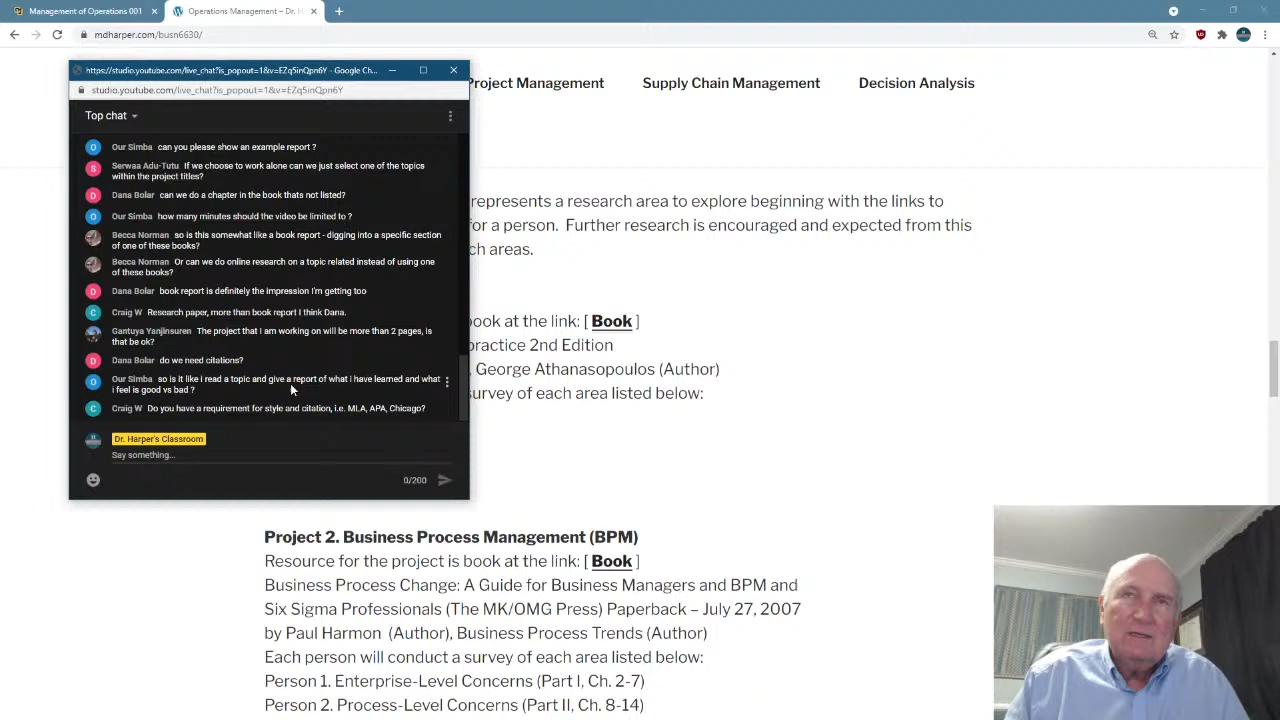 Management of Operations 001
Operations Management – Dr. H
mdharper.com/busn6630/
https://studio.youtube.com/live_chat?is_popout=1&v=EZq5inQpn6Y - Google Ch...
studio.youtube.com/live_chat?is_popout=1&v=EZq5inQpn6Y
Project Management
Supply Chain Management
Decision Analysis
Top chat
Our Simba can you please show an example report ?
Serwaa Adu-Tutu If we choose to work alone can we just select one of the topics
within the project titles?
Dana Bolar can we do a chapter in the book thats not listed?
Our Simba how many minutes should the video be limited to ?
Becca Norman so is this somewhat like a book report - digging into a specific section
of one of these books?
Becca Norman Or can we do online research on a topic related instead of using one
of these books?
Dana Bolar book report is definitely the impression I'm getting too
Craig W Research paper, more than book report I think Dana.
Gantuya Yanjinsuren The project that I am working on will be more than 2 pages, is
that be ok?
Dana Bolar do we need citations?
Our Simba so is it like i read a topic and give a report of what i have learned and what
i feel is good vs bad ?
Craig W Do you have a requirement for style and citation, i.e. MLA, APA, Chicago?
Dr. Harper's Classroom
Say something...
0/200
represents a research area to explore beginning with the links to
for a person. Further research is encouraged and expected from this
ch areas.
book at the link: [ Book ]
practice 2nd Edition
, George Athanasopoulos (Author)
survey of each area listed below:
Project 2. Business Process Management (BPM)
Resource for the project is book at the link: [ Book ]
Business Process Change: A Guide for Business Managers and BPM and
Six Sigma Professionals (The MK/OMG Press) Paperback – July 27, 2007
by Paul Harmon (Author), Business Process Trends (Author)
Each person will conduct a survey of each area listed below:
Person 1. Enterprise-Level Concerns (Part I, Ch. 2-7)
Person 2. Process-Level Concerns (Part II, Ch. 8-14)